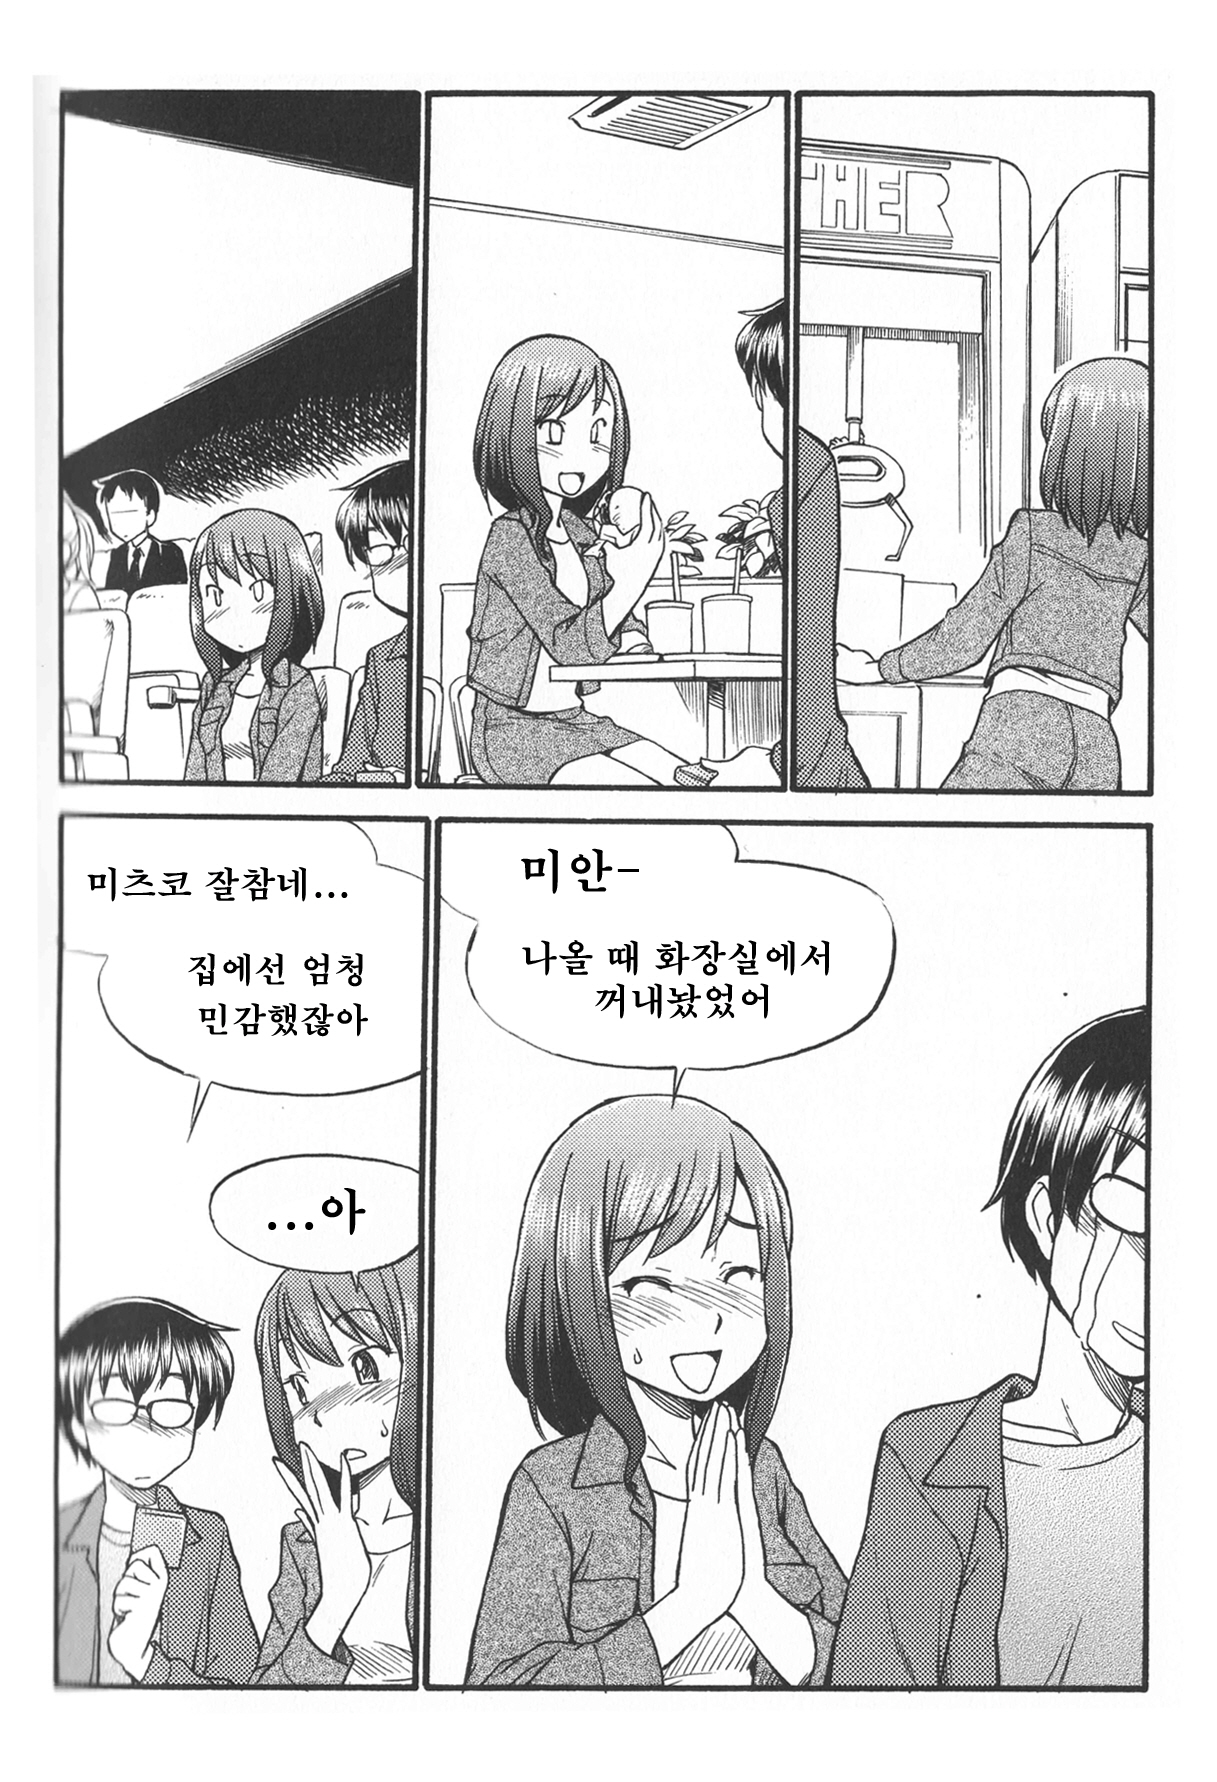 THER
미츠코 잘참네...
집에선 엄청
민감했잖아
...아
미안-
나올 때 화장실에서
꺼내놨었어